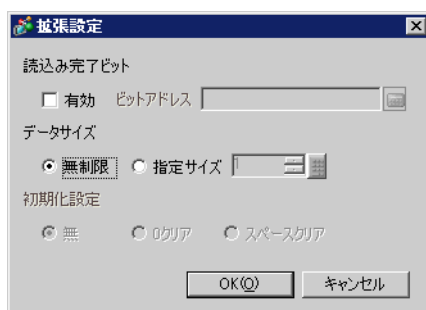 拡張設定
読込み完了ビット
有効 ビットアドレス
データサイズ
無制限 指定サイズ 1
初期化設定
無 0クリア スペースクリア
OK(O) キャンセル